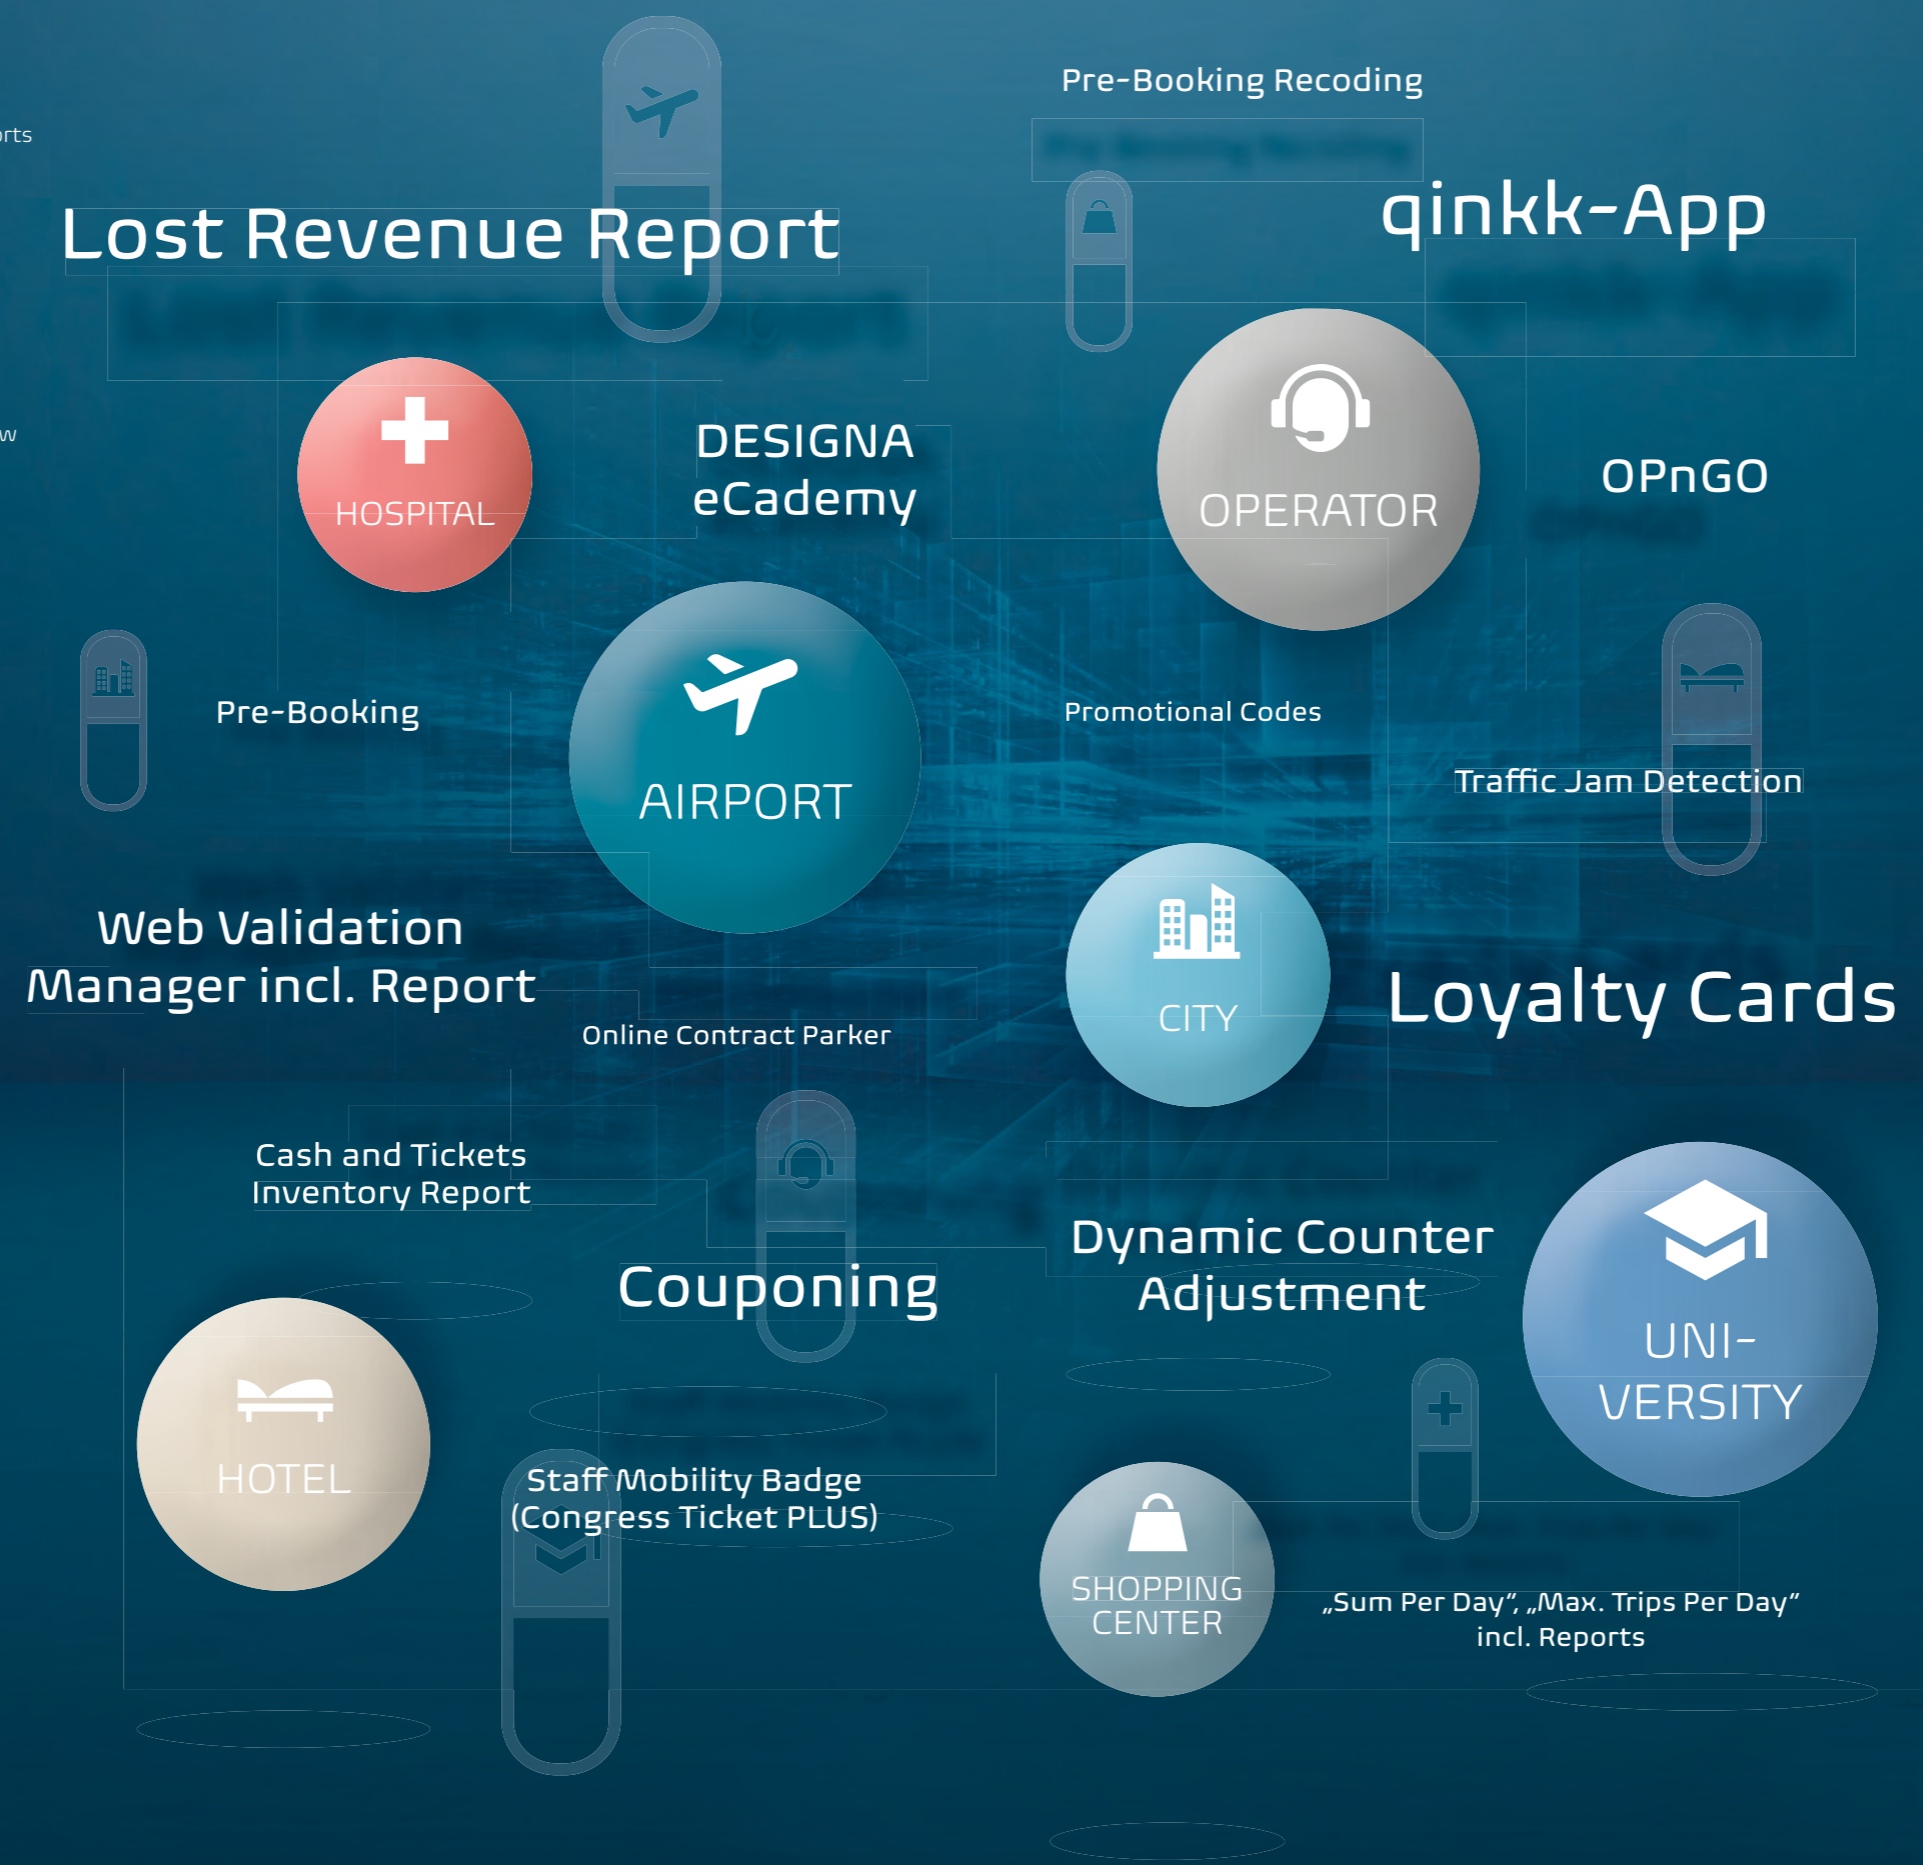 Pre-Booking Recoding
orts
qinkk-App
Lost Revenue Report
DESIGNA
eCademy
w
OPnGO
OPERATOR
HOSPITAL
Pre-Booking
Promotional Codes
Traffic Jam Detection
AIRPORT
Web Validation
Manager incl. Report
Loyalty Cards
CITY
Online Contract Parker
Cash and Tickets
Inventory Report
Dynamic Counter
Adjustment
Couponing
UNI-
VERSITY
HOTEL
Staff Mobility Badge
(Congress Ticket PLUS)
SHOPPING
CENTER
„Sum Per Day”, „Max. Trips Per Day”
incl. Reports